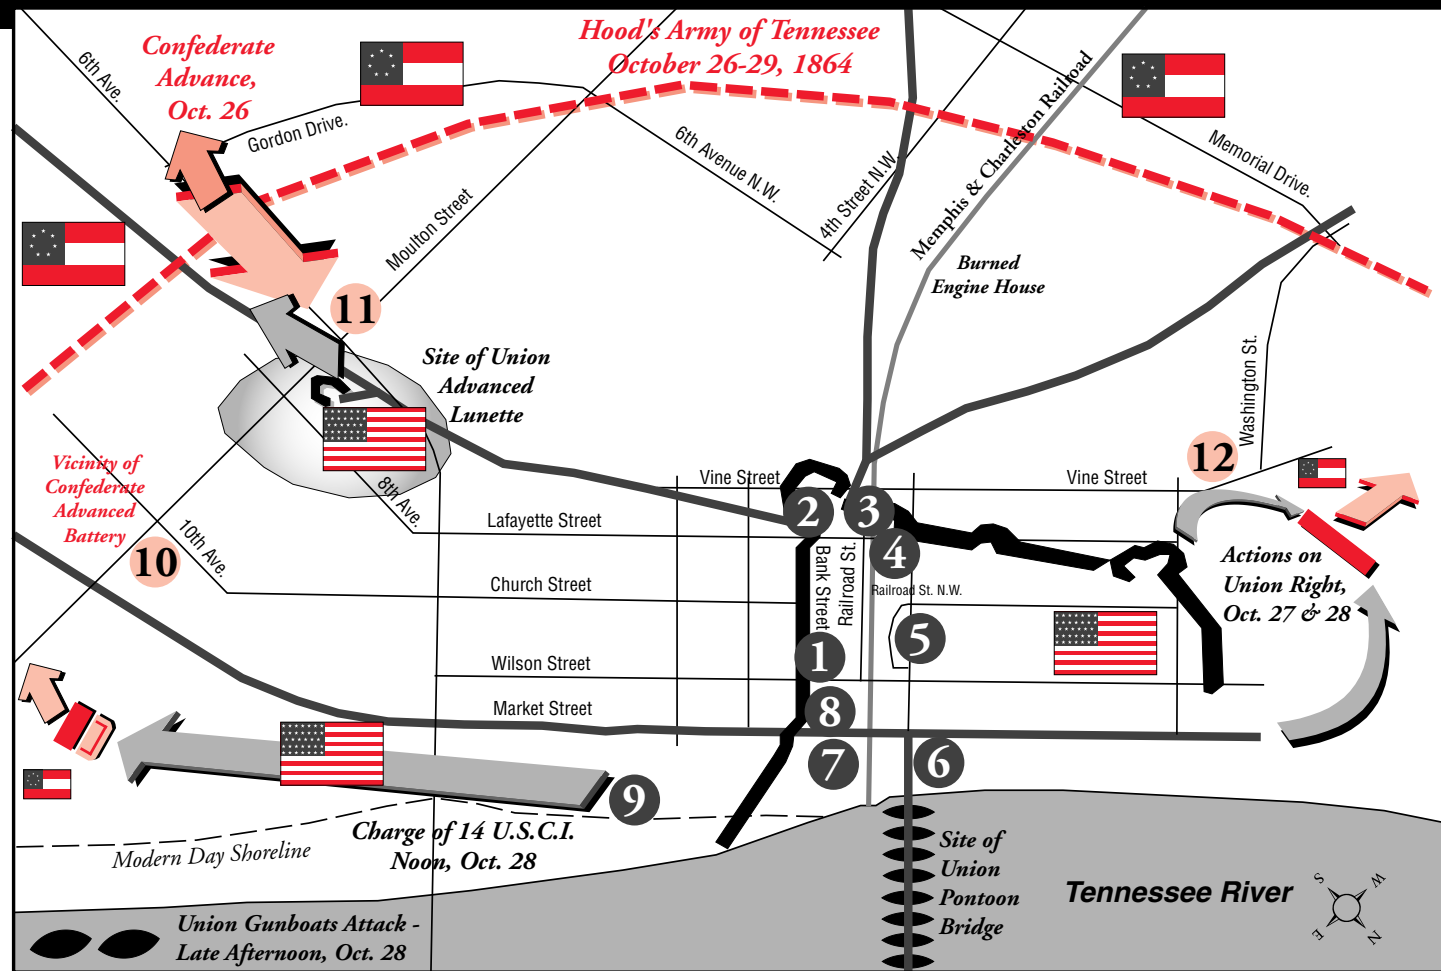 Confederate
Advance,
Oct. 26
Hood's Army of Tennessee
October 26-29, 1864
6th Ave.
Gordon Drive.
Moulton Street
6th Avenue N.W.
4th Street N.W.
Memphis & Charleston Railroad
Memorial Drive.
Burned
Engine House
Washington St.
11
Site of Union
Advanced
Lunette
Vicinity of
Confederate
Advanced
Battery
10
10th Ave.
8th Ave.
Vine Street
Vine Street
12
2
3
4
Lafayette Street
Church Street
Bank Street
Railroad St.
Railroad St. N.W.
Actions on
Union Right,
Oct. 27 & 28
5
1
Wilson Street
Market Street
8
7
6
9
Charge of 14 U.S.C.I.
Noon, Oct. 28
Modern Day Shoreline
Site of
Union
Pontoon
Bridge
Tennessee River
Union Gunboats Attack -
Late Afternoon, Oct. 28
S
W
E
N